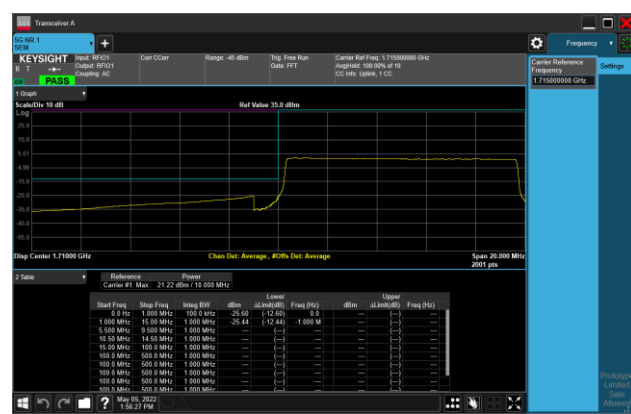 Transceiver A
5G NR 1
SEM
Frequency
KEYSIGHT
R T
PASS
Input: RFIO1
Output: RFIO1
Coupling: AC
Corr CCorr
Range: -45 dBm
Trig: Free Run
Gate: FFT
Carrier Ref Freq: 1.715000000 GHz
Avg|Hold: 100.00% of 10
CC Info: Uplink, 1 CC
Carrier Reference
Frequency
1.715000000 GHz
Settings
1 Graph
Scale/Div 10 dB
Ref Value 35.0 dBm
Log
25.0
15.0
5.01
-4.99
-15.0
-25.0
-35.0
-45.0
-55.0
Disp Center 1.71000 GHz
Chan Det: Average, #Offs Det: Average
Span 20.000 MHz
2001 pts
2 Table
Reference Power
Carrier #1 Max 21.22 dBm / 10.000 MHz
Lower Upper
Start Freq Stop Freq Integ BW dBm ΔLimit(dB) Freq (Hz) dBm ΔLimit(dB) Freq (Hz)
0.0 Hz 1.000 MHz 100.0 kHz -25.60 (-12.60) 0.0 --- (---) ---
1.000 MHz 15.00 MHz 1.000 MHz -25.44 (-12.44) -1.000 M --- (---) ---
5.500 MHz 9.500 MHz 1.000 MHz --- (---) --- --- (---) ---
10.50 MHz 14.50 MHz 1.000 MHz --- (---) --- --- (---) ---
15.00 MHz 100.0 MHz 1.000 MHz --- (---) --- --- (---) ---
100.0 MHz 500.0 MHz 1.000 MHz --- (---) --- --- (---) ---
100.0 MHz 500.0 MHz 1.000 MHz --- (---) --- --- (---) ---
100.0 MHz 500.0 MHz 1.000 MHz --- (---) --- --- (---) ---
100.0 MHz 500.0 MHz 1.000 MHz --- (---) --- --- (---) ---
100.0 MHz 500.0 MHz 1.000 MHz --- (---) --- --- (---) ---
Prototype
Limited
Sale
Allowed
?
May 05, 2022
1:56:27 PM